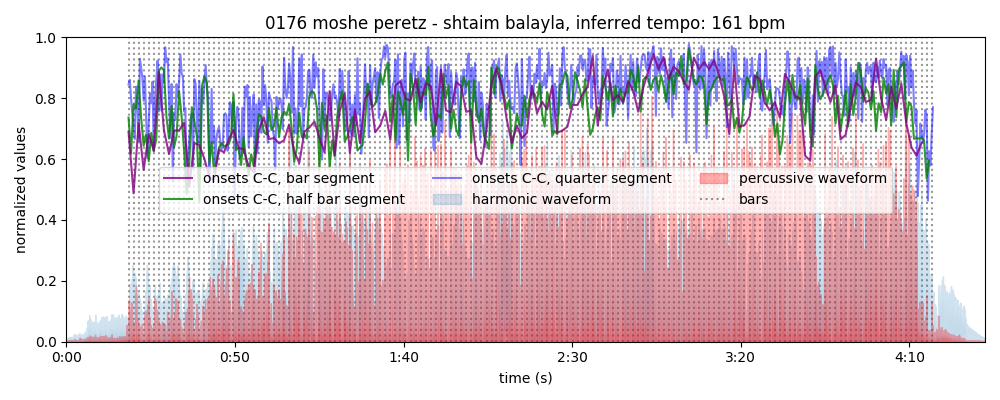 0176 moshe peretz - shtaim balayla, inferred tempo: 161 bpm
1.0
0.8
0.6
0.4
0.2
0.0
normalized values
onsets C-C, bar segment
onsets C-C, half bar segment
onsets C-C, quarter segment
harmonic waveform
percussive waveform
bars
0:00
0:50
1:40
2:30
3:20
4:10
time (s)